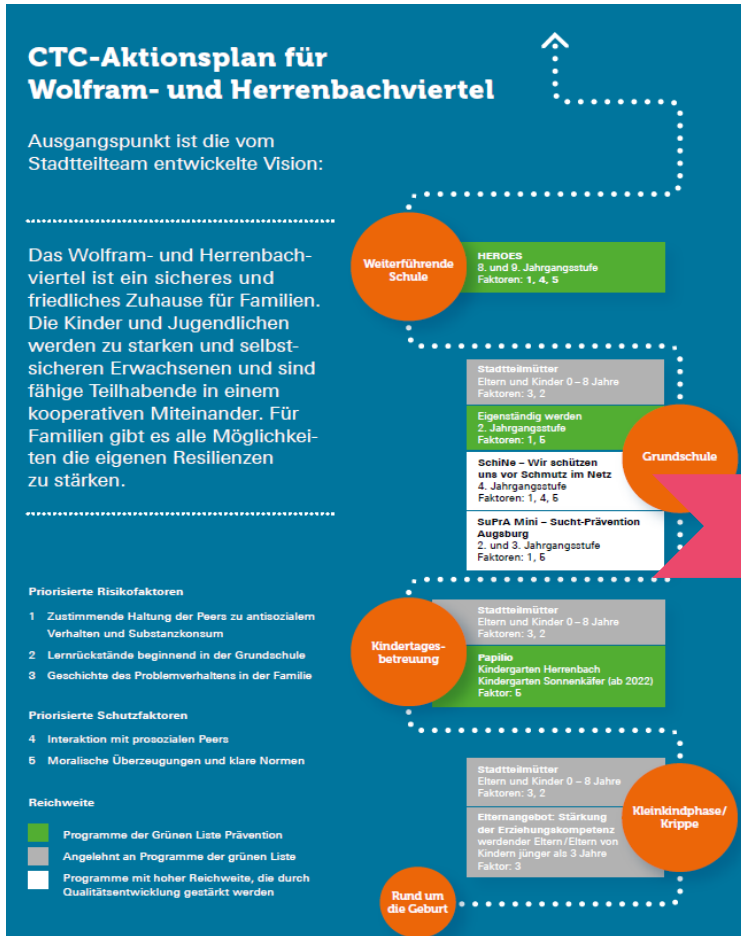 CTC-Aktionsplan für
Wolfram- und Herrenbachviertel
Ausgangspunkt ist die vom
Stadtteilteam entwickelte Vision:
Das Wolfram- und Herrenbach-
viertel ist ein sicheres und
friedliches Zuhause für Familien.
Die Kinder und Jugendlichen
werden zu starken und selbst-
sicheren Erwachsenen und sind
fähige Teilhabende in einem
kooperativen Miteinander. Für
Familien gibt es alle Möglichkei-
ten die eigenen Resilienzen
zu stärken.
Priorisierte Risikofaktoren
1 Zustimmende Haltung der Peers zu antisozialem
Verhalten und Substanzkonsum
2 Lernrückstände beginnend in der Grundschule
3 Geschichte des Problemverhaltens in der Familie
Priorisierte Schutzfaktoren
4 Interaktion mit prosozialen Peers
5 Moralische Überzeugungen und klare Normen
Reichweite
Programme der Grünen Liste Prävention
Angelehnt an Programme der grünen Liste
Programme mit hoher Reichweite, die durch
Qualitätsentwicklung gestärkt werden
Weiterführende
Schule
HEROES
8. und 9. Jahrgangsstufe
Faktoren: 1, 4, 5
Stadtteilmütter
Eltern und Kinder 0 – 8 Jahre
Faktoren: 3, 2
Eigenständig werden
2. Jahrgangsstufe
Faktoren: 1, 5
SchiNe – Wir schützen
uns vor Schmutz im Netz
4. Jahrgangsstufe
Faktoren: 1, 4, 5
SuPrA Mini – Sucht-Prävention
Augsburg
2. und 3. Jahrgangsstufe
Faktoren: 1, 5
Grundschule
Kindertages-
betreuung
Stadtteilmütter
Eltern und Kinder 0 – 8 Jahre
Faktoren: 3, 2
Papilio
Kindergarten Herrenbach
Kindergarten Sonnenkäfer (ab 2022)
Faktor: 5
Stadtteilmütter
Eltern und Kinder 0 – 8 Jahre
Faktoren: 3, 2
Elternangebot: Stärkung
der Erziehungskompetenz
werdender Eltern/Eltern von
Kindern jünger als 3 Jahre
Faktor: 3
Kleinkindphase/
Krippe
Rund um
die Geburt